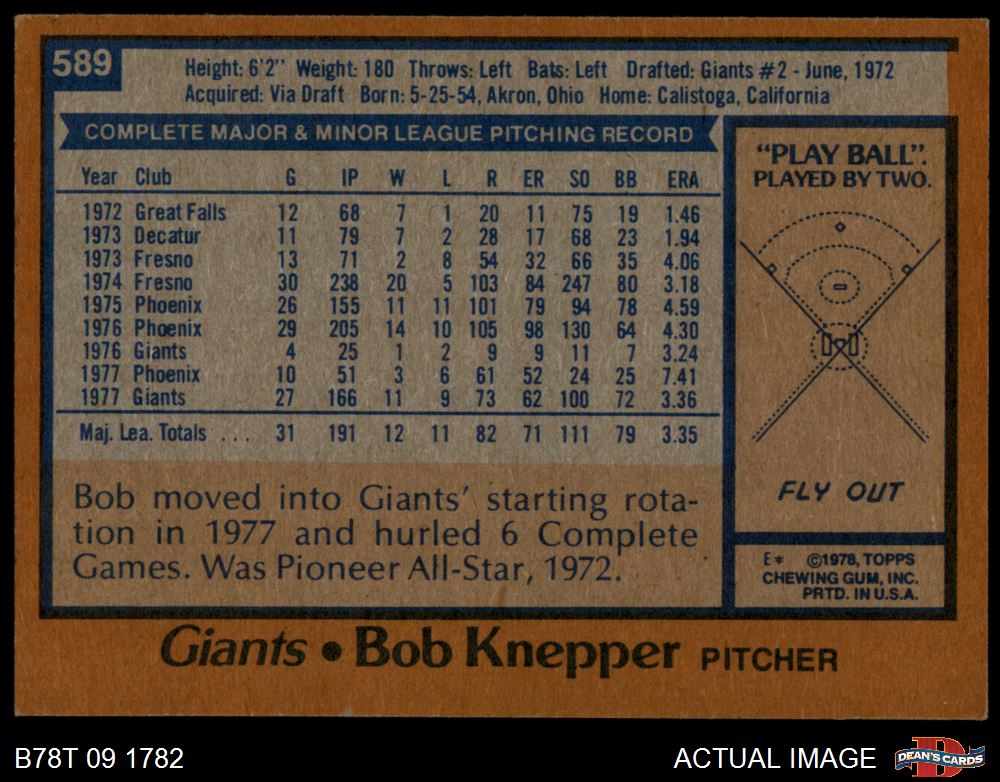 589
Height: 6'2" Weight: 180 Throws: Left Bats: Left Drafted: Giants #2 - June, 1972
Acquired: Via Draft Born: 5-25-54, Akron, Ohio Home: Calistoga, California
COMPLETE MAJOR & MINOR LEAGUE PITCHING RECORD
Year Club G IP W L R ER SO BB ERA
1972 Great Falls 12 68 7 1 20 11 75 19 1.46
1973 Decatur 11 79 7 2 28 17 68 23 1.94
1973 Fresno 13 71 2 8 54 32 66 35 4.06
1974 Fresno 30 238 20 5 103 84 247 80 3.18
1975 Phoenix 26 155 11 11 101 79 94 78 4.59
1976 Phoenix 29 205 14 10 105 98 130 64 4.30
1976 Giants 4 25 1 2 9 9 11 7 3.24
1977 Phoenix 10 51 3 6 61 52 24 25 7.41
1977 Giants 27 166 11 9 73 62 100 72 3.36
Maj. Lea. Totals ... 31 191 12 11 82 71 111 79 3.35
Bob moved into Giants' starting rota-
tion in 1977 and hurled 6 Complete
Games. Was Pioneer All-Star, 1972.
"PLAY BALL".
PLAYED BY TWO.
FLY OUT
E* ©1978, TOPPS
CHEWING GUM, INC.
PRTD. IN U.S.A.
Giants • Bob Knepper PITCHER
B78T 09 1782
ACTUAL IMAGE
D
DEAN'S CARDS